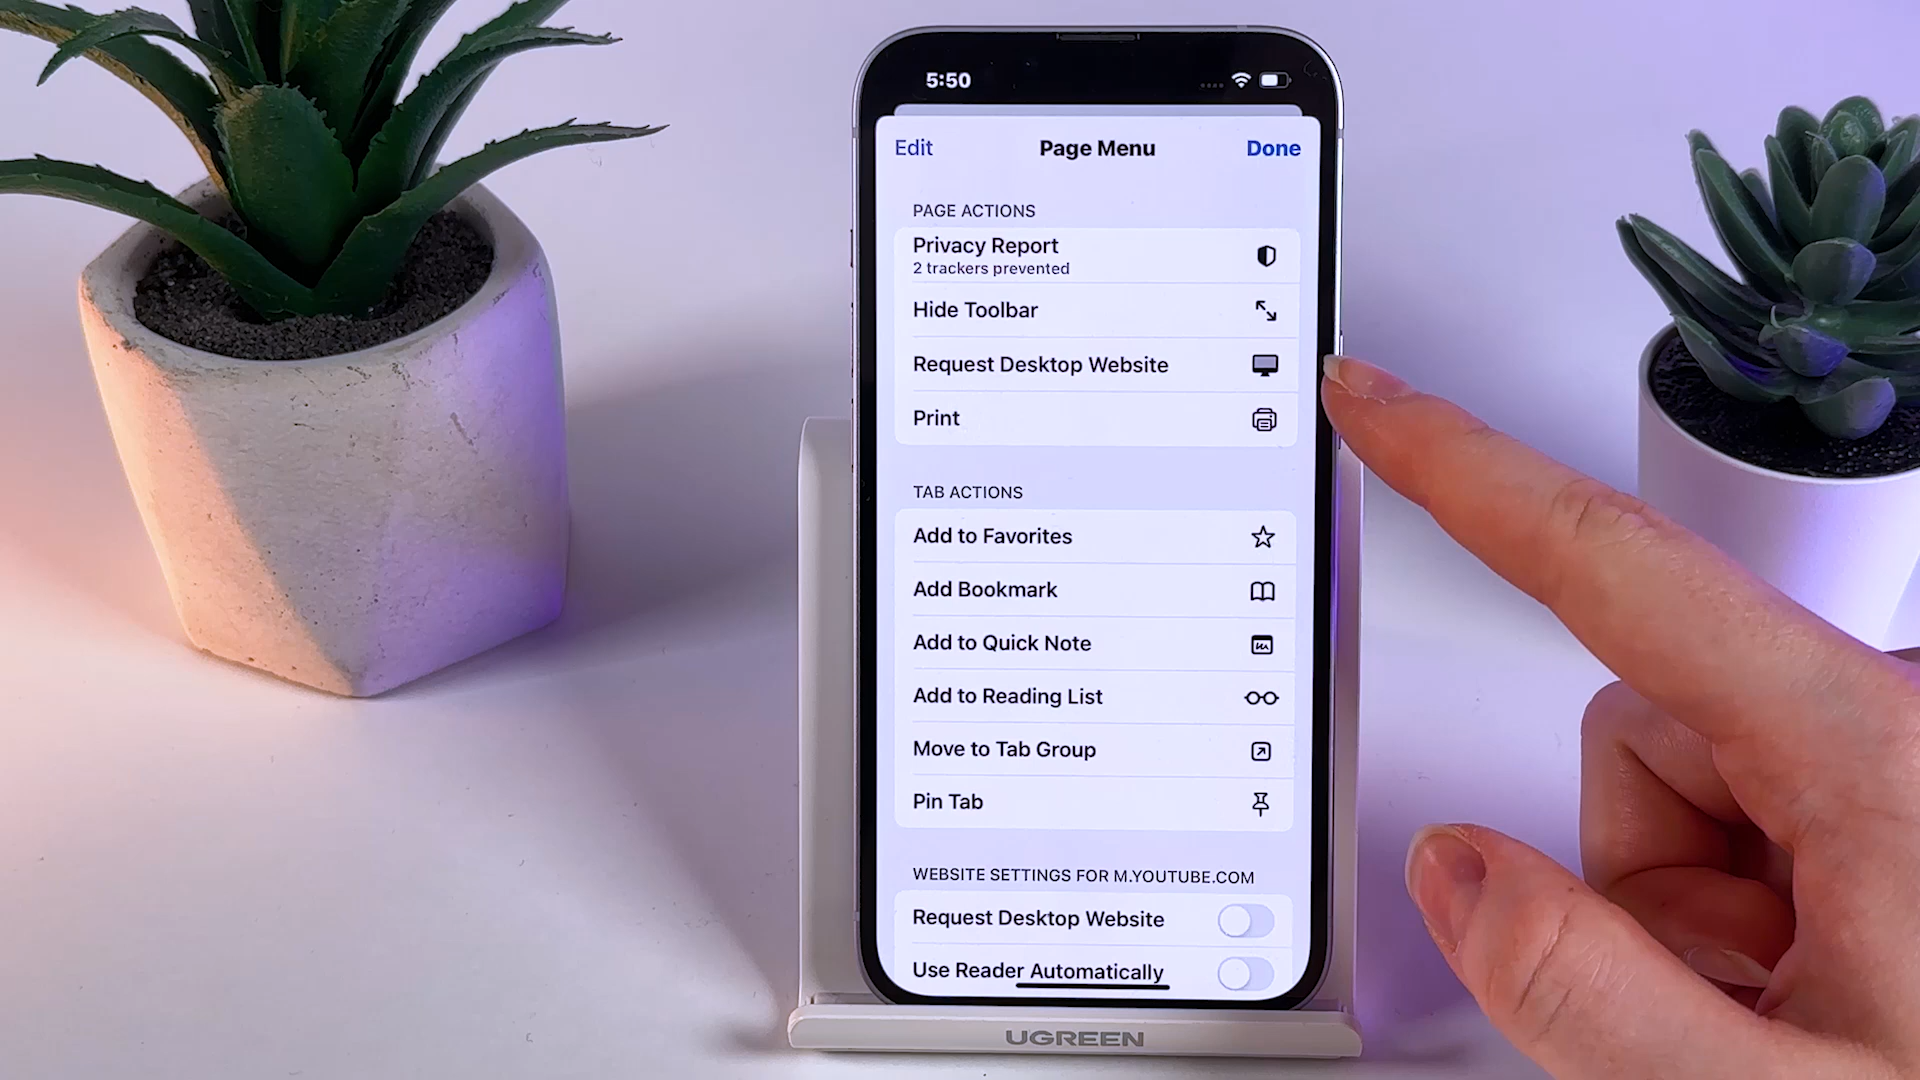 5:50
Edit Page Menu Done
PAGE ACTIONS
Privacy Report
2 trackers prevented
Hide Toolbar
Request Desktop Website
Print
TAB ACTIONS
Add to Favorites
Add Bookmark
Add to Quick Note
Add to Reading List
Move to Tab Group
Pin Tab
WEBSITE SETTINGS FOR M.YOUTUBE.COM
Request Desktop Website
Use Reader Automatically
UGREEN